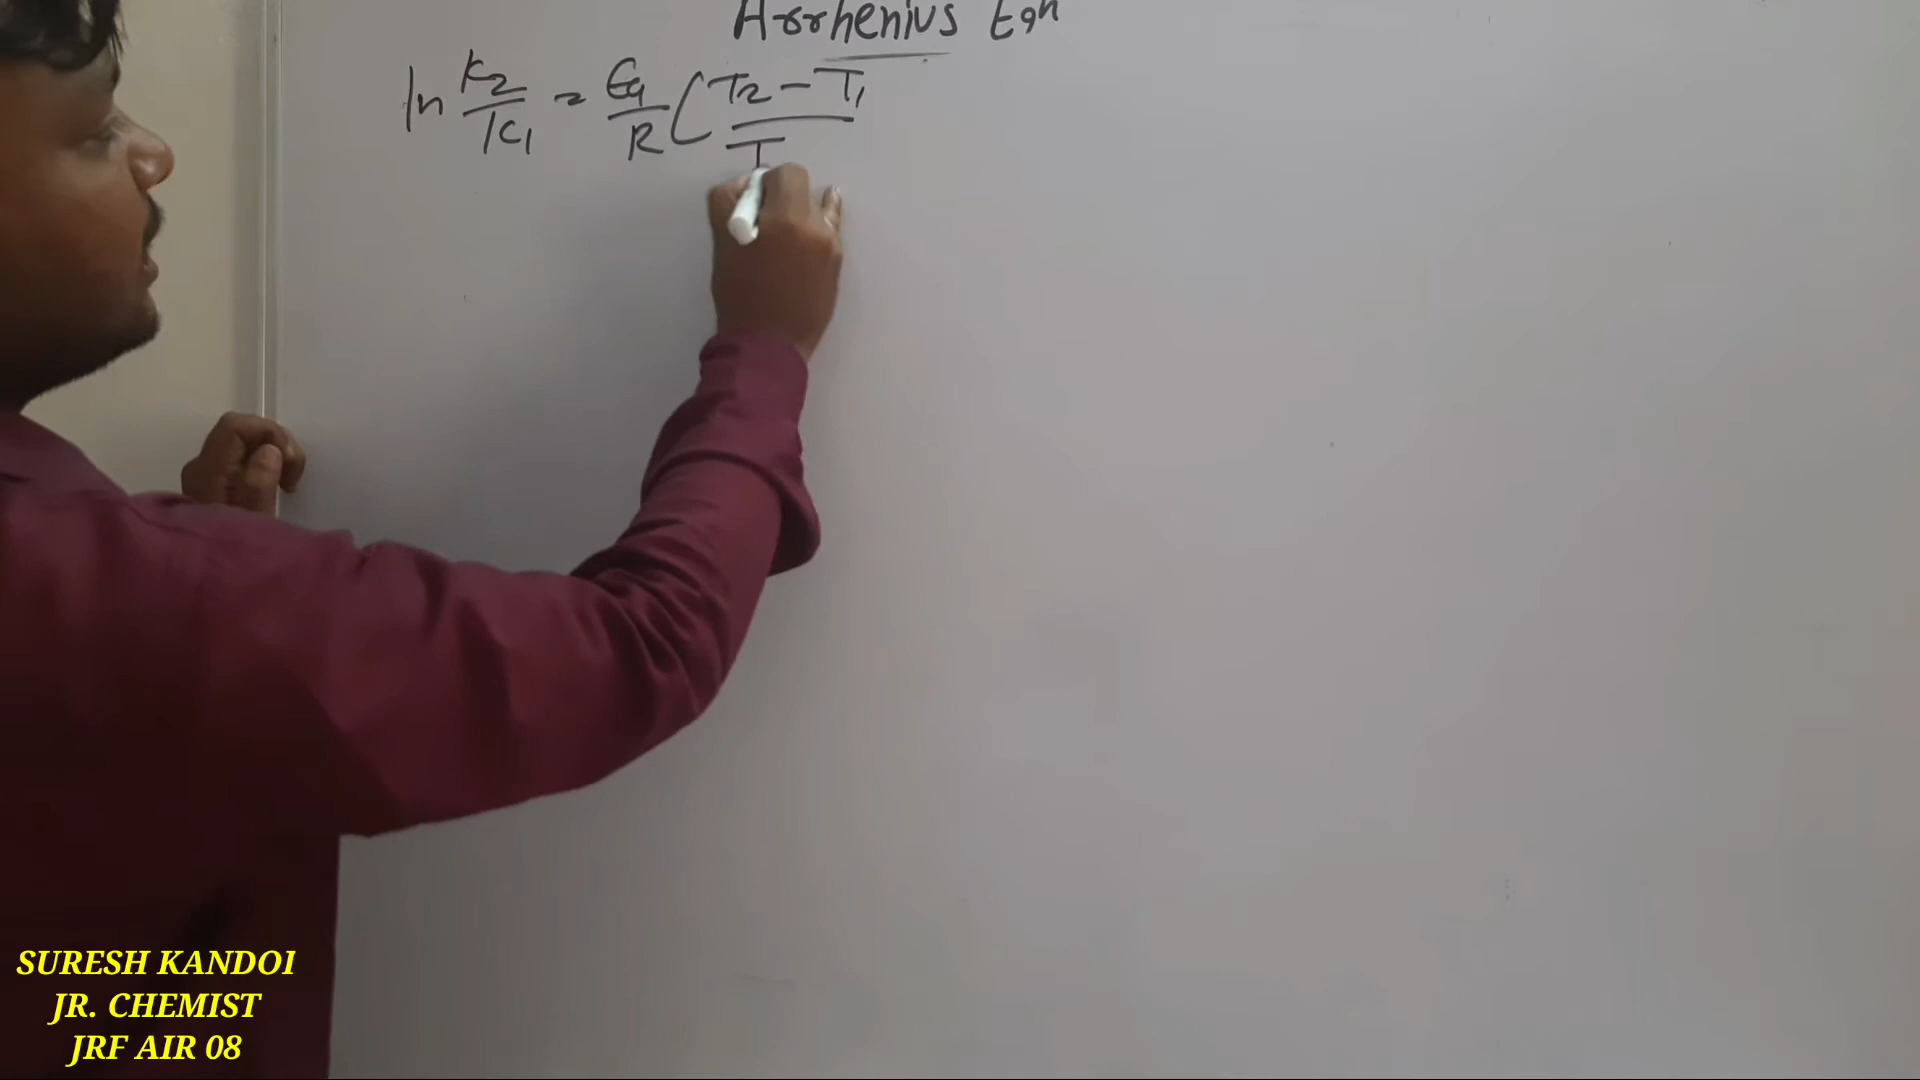 Arrhenius Eqn
ln K2/K1 = Ea/R ( T2 - T1 / T
SURESH KANDOI
JR. CHEMIST
JRF AIR 08